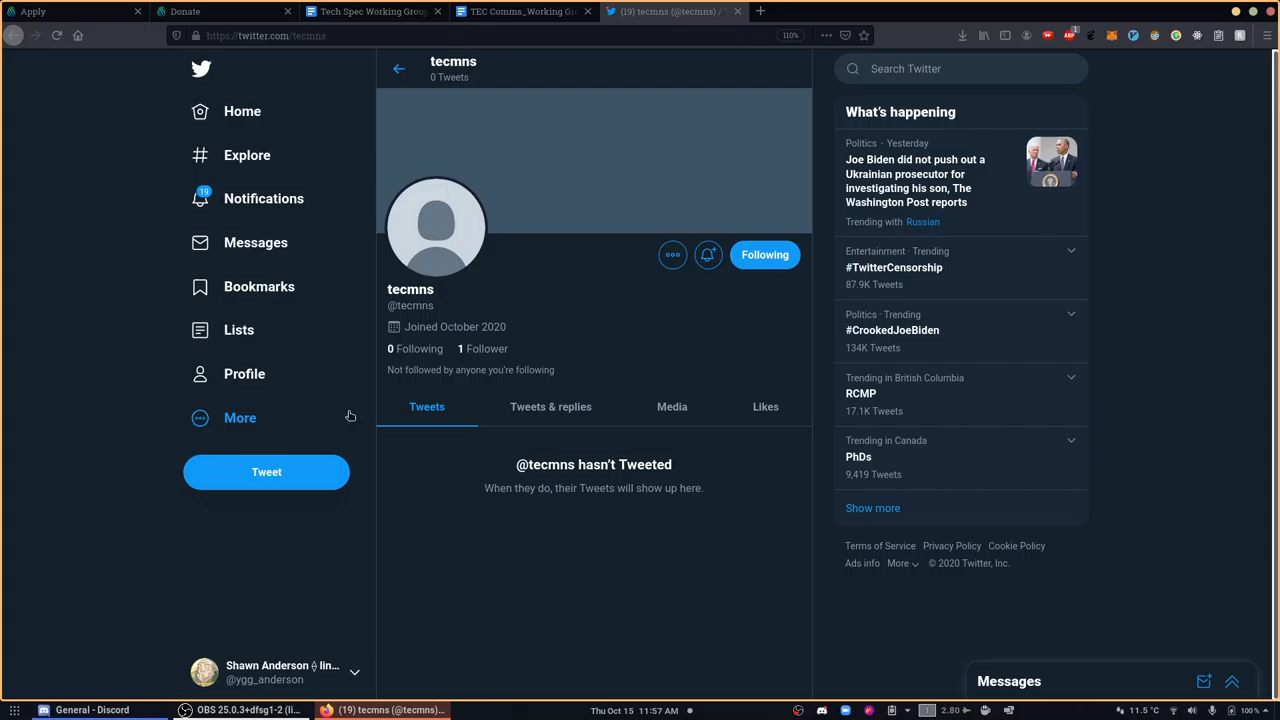 Apply
Donate
Tech Spec Working Grou
TEC Comms_Working Gr
(19) tecmns (@tecmns) / "
https://twitter.com/tecmns
110%
Home
Explore
19
Notifications
Messages
Bookmarks
Lists
Profile
More
Tweet
Shawn Anderson ⟠ lin...
@ygg_anderson
tecmns
0 Tweets
Following
tecmns
@tecmns
Joined October 2020
0 Following 1 Follower
Not followed by anyone you're following
Tweets Tweets & replies Media Likes
@tecmns hasn't Tweeted
When they do, their Tweets will show up here.
Search Twitter
What's happening
Politics · Yesterday
Joe Biden did not push out a
Ukrainian prosecutor for
investigating his son, The
Washington Post reports
Trending with Russian
Entertainment · Trending
#TwitterCensorship
87.9K Tweets
Politics · Trending
#CrookedJoeBiden
134K Tweets
Trending in British Columbia
RCMP
17.1K Tweets
Trending in Canada
PhDs
9,419 Tweets
Show more
Terms of Service Privacy Policy Cookie Policy
Ads info More © 2020 Twitter, Inc.
Messages
General - Discord
OBS 25.0.3+dfsg1-2 (li...
(19) tecmns (@tecmns)...
Thu Oct 15 11:57 AM
1
2.80
11.5 °C
100%